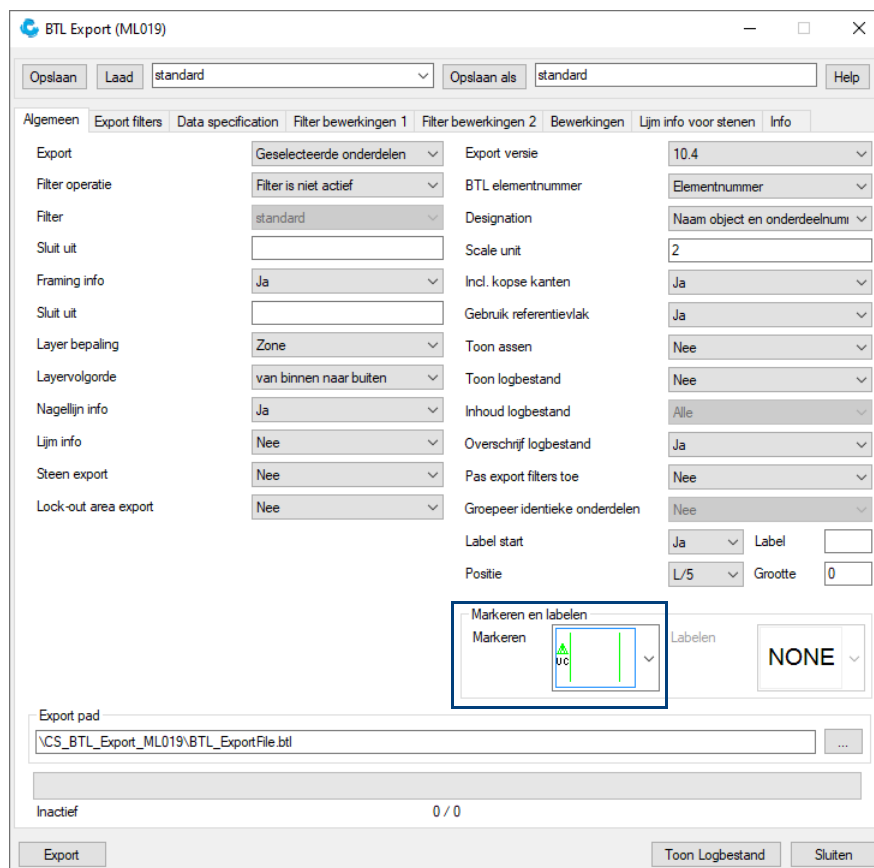 BTL Export (ML019)
Opslaan Laad standard Opslaan als standard Help
Algemeen Export filters Data specification Filter bewerkingen 1 Filter bewerkingen 2 Bewerkingen Lijm info voor stenen Info
Export Geselecteerde onderdelen Export versie 10.4
Filter operatie Filter is niet actief BTL elementnummer Elementnummer
Filter standard Designation Naam object en onderdeelnumı
Sluit uit Scale unit 2
Framing info Ja Incl. kopse kanten Ja
Sluit uit Gebruik referentievlak Ja
Layer bepaling Zone Toon assen Nee
Layervolgorde van binnen naar buiten Toon logbestand Nee
Nagellijn info Ja Inhoud logbestand Alle
Lijm info Nee Overschrijf logbestand Ja
Steen export Nee Pas export filters toe Nee
Lock-out area export Nee Groepeer identieke onderdelen Nee
Label start Ja Label
Positie L/5 Grootte 0
Markeren en labelen
Markeren UC Labelen NONE
Export pad
\CS_BTL_Export_ML019\BTL_ExportFile.btl ...
Inactief 0 / 0
Export Toon Logbestand Sluiten